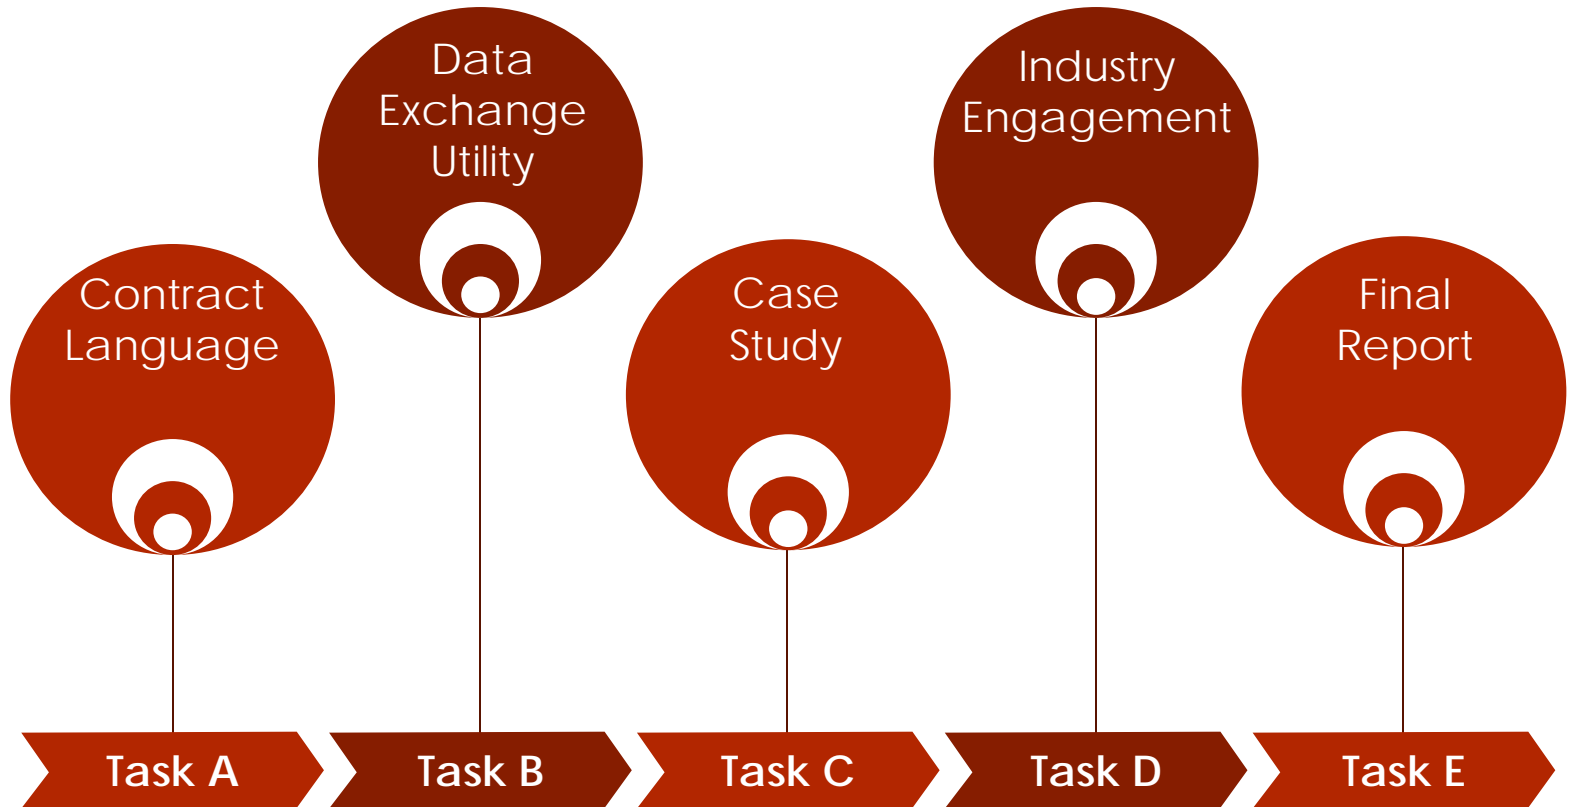 Contract
Language
Data
Exchange
Utility
Case
Study
Industry
Engagement
Final
Report
Task A
Task B
Task C
Task D
Task E